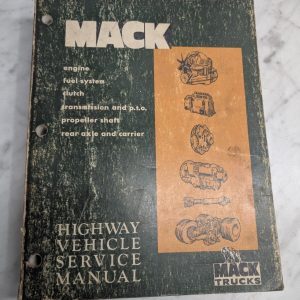 MACK
engine
fuel system
clutch
transmission and p.t.o.
propeller shaft
rear axle and carrier
HIGHWAY
VEHICLE
SERVICE
MANUAL
MACK
TRUCKS